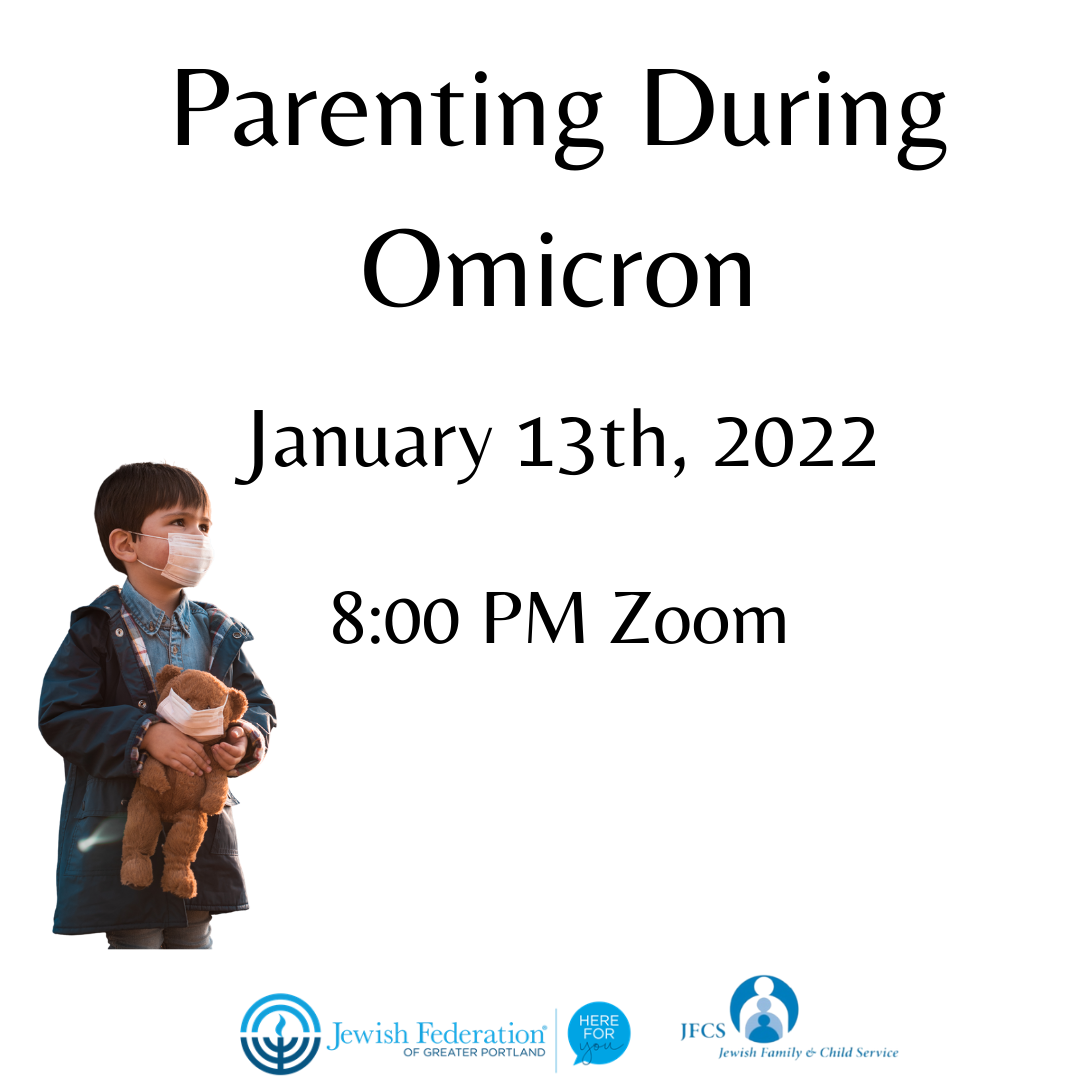 Parenting During
Omicron
January 13th, 2022
8:00 PM Zoom
Jewish Federation®
OF GREATER PORTLAND
HERE
FOR
you
JFCS
Jewish Family & Child Service